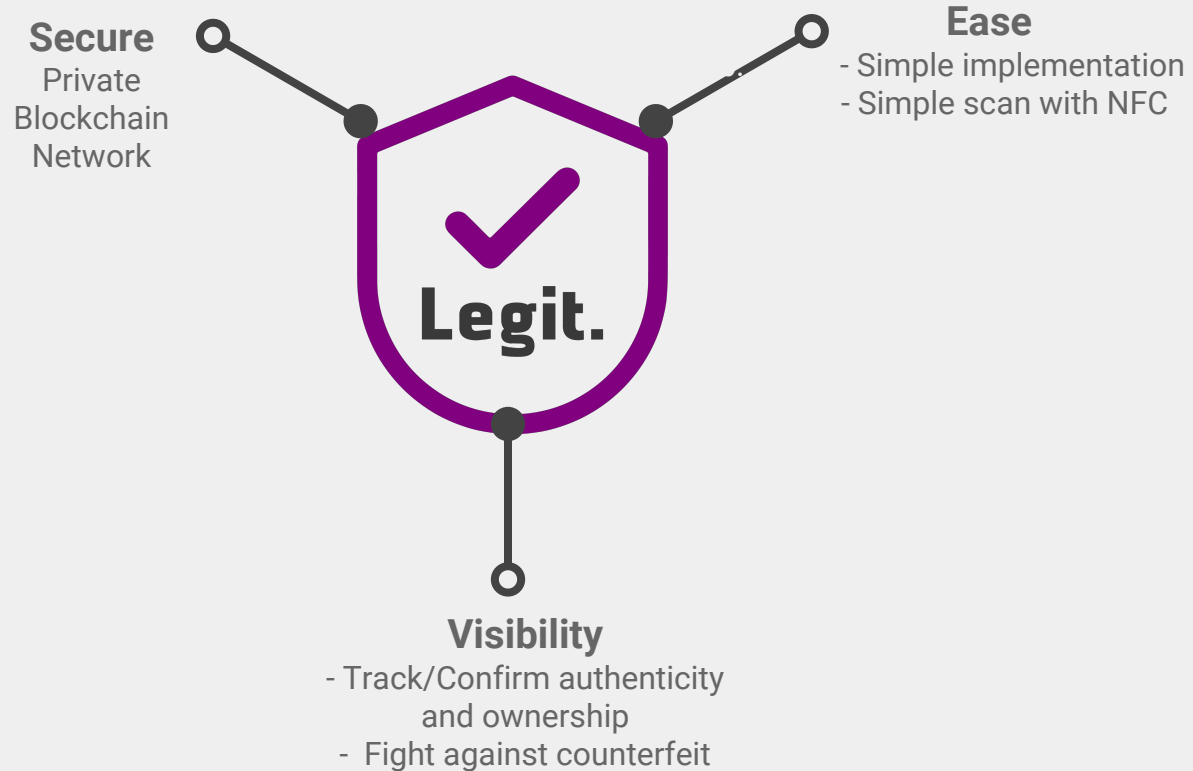 Secure
Private
Blockchain
Network
Ease
- Simple implementation
- Simple scan with NFC
Legit.
Visibility
- Track/Confirm authenticity
and ownership
- Fight against counterfeit